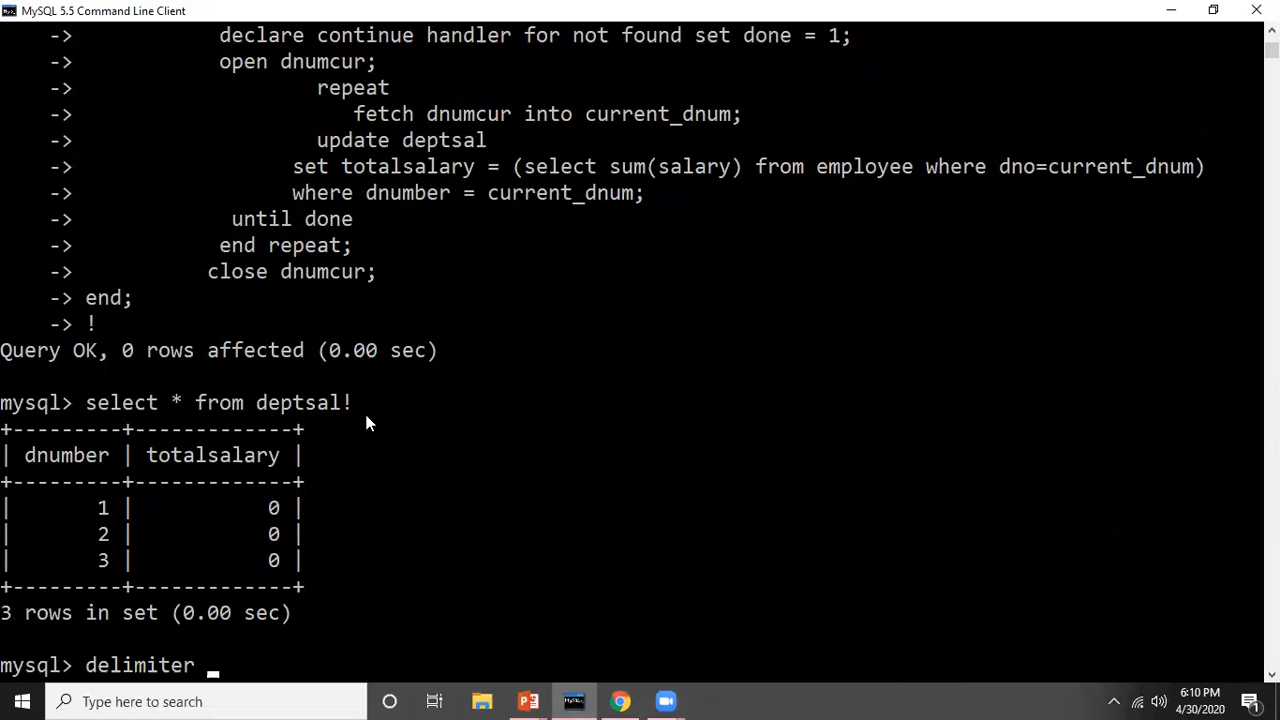 MySQL 5.5 Command Line Client
-> declare continue handler for not found set done = 1;
-> open dnumcur;
-> repeat
-> fetch dnumcur into current_dnum;
-> update deptsal
-> set totalsalary = (select sum(salary) from employee where dno=current_dnum)
-> where dnumber = current_dnum;
-> until done
-> end repeat;
-> close dnumcur;
-> end;
-> !
Query OK, 0 rows affected (0.00 sec)
mysql> select * from deptsal!
+---------+-------------+
| dnumber | totalsalary |
+---------+-------------+
| 1 | 0 |
| 2 | 0 |
| 3 | 0 |
+---------+-------------+
3 rows in set (0.00 sec)
mysql> delimiter _
Type here to search
6:10 PM
4/30/2020
1